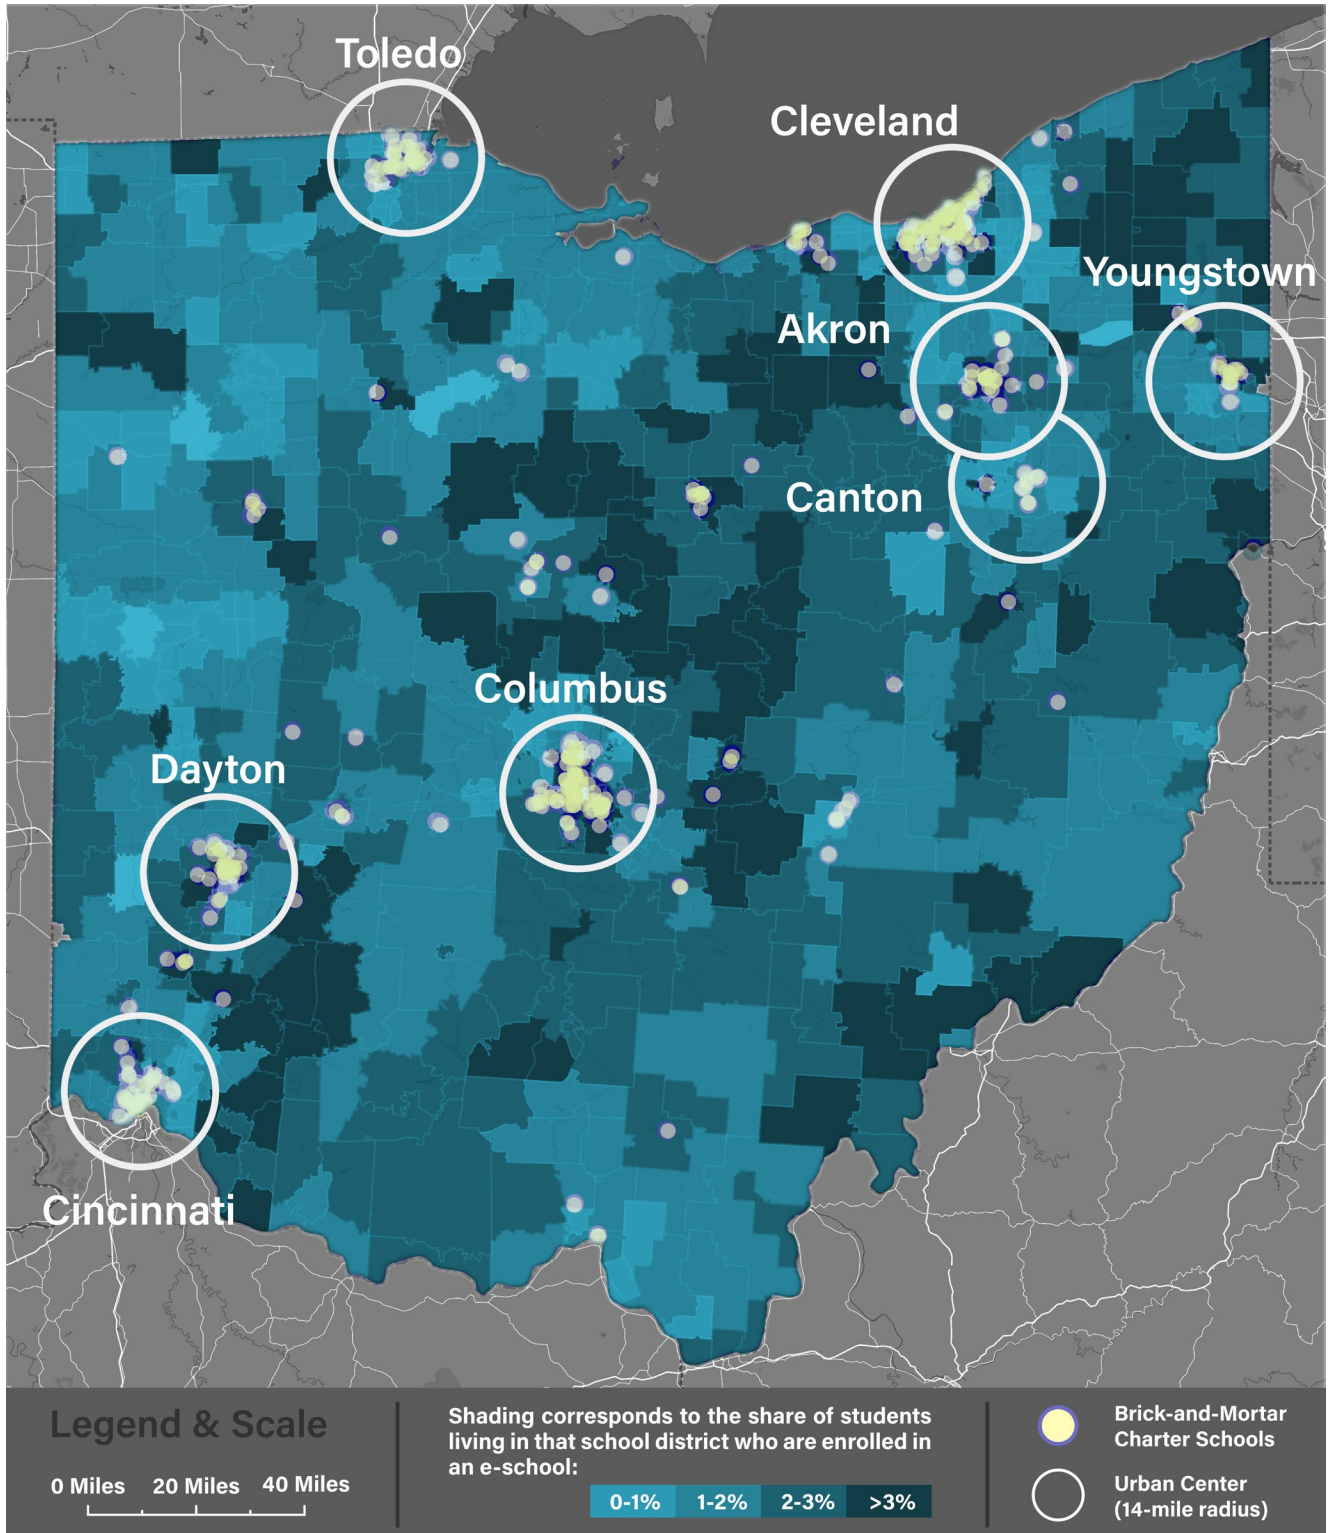 Toledo
Cleveland
Youngstown
Akron
Canton
Columbus
Dayton
Cincinnati
Legend & Scale
0 Miles 20 Miles 40 Miles
Shading corresponds to the share of students
living in that school district who are enrolled in
an e-school:
0-1% 1-2% 2-3% >3%
Brick-and-Mortar
Charter Schools
Urban Center
(14-mile radius)